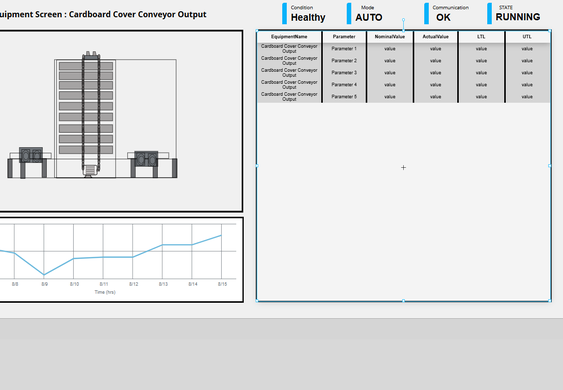 uipment Screen : Cardboard Cover Conveyor Output
Condition
Healthy
Mode
AUTO
Communication
OK
STATE
RUNNING
EquipmentName Parameter NominalValue ActualValue LTL UTL
Cardboard Cover Conveyor
Output
Parameter 1 value value value value
Cardboard Cover Conveyor
Output
Parameter 2 value value value value
Cardboard Cover Conveyor
Output
Parameter 3 value value value value
Cardboard Cover Conveyor
Output
Parameter 4 value value value value
Cardboard Cover Conveyor
Output
Parameter 5 value value value value
8/8 8/9 8/10 8/11 8/12 8/13 8/14 8/15
Time (hrs)